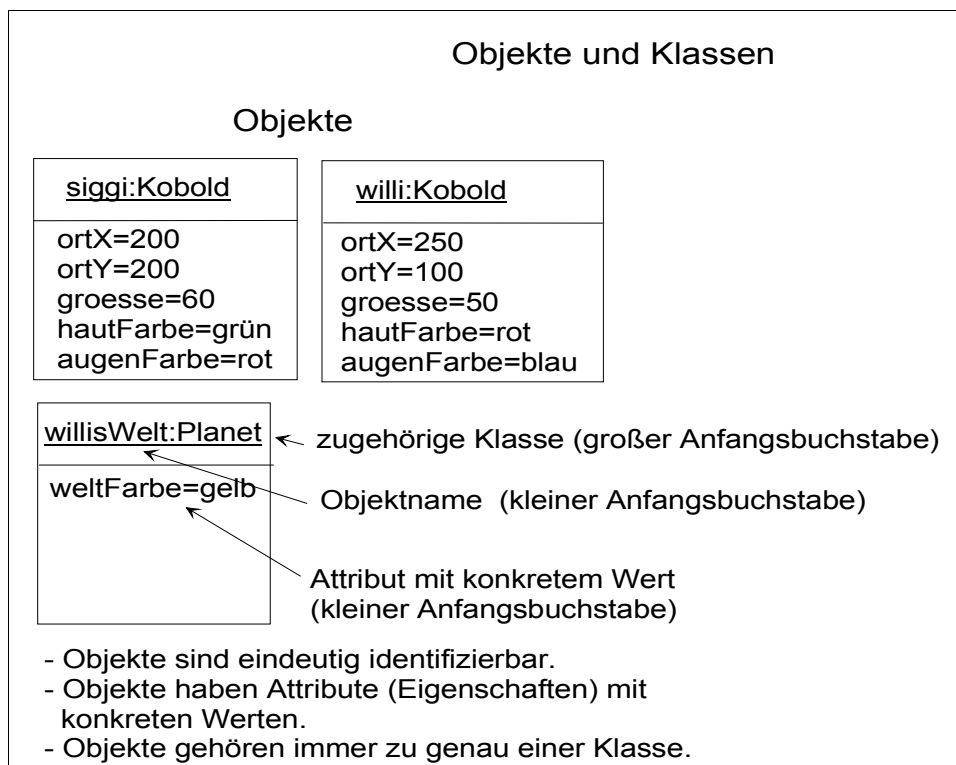 Objekte und Klassen
Objekte
siggi:Kobold
ortX=200
ortY=200
groesse=60
hautFarbe=grün
augenFarbe=rot
willi:Kobold
ortX=250
ortY=100
groesse=50
hautFarbe=rot
augenFarbe=blau
willisWelt:Planet
weltFarbe=gelb
zugehörige Klasse (großer Anfangsbuchstabe)
Objektname (kleiner Anfangsbuchstabe)
Attribut mit konkretem Wert
(kleiner Anfangsbuchstabe)
- Objekte sind eindeutig identifizierbar.
- Objekte haben Attribute (Eigenschaften) mit
konkreten Werten.
- Objekte gehören immer zu genau einer Klasse.